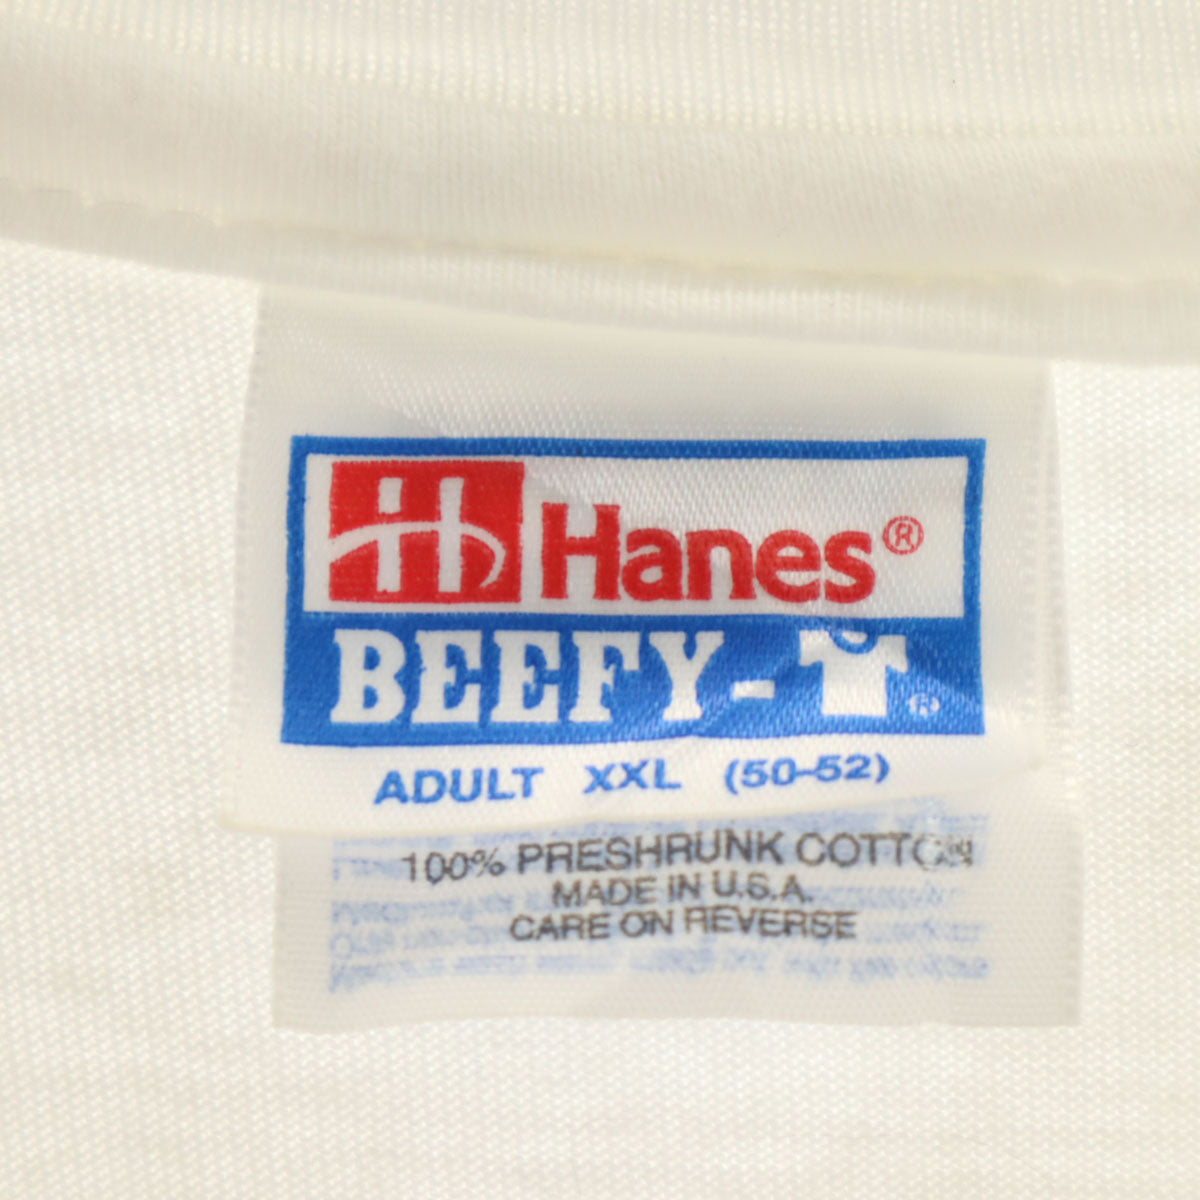 Hanes®
BEEFY-T®
ADULT XXL (50-52)
100% PRESHRUNK COTTON
MADE IN U.S.A.
CARE ON REVERSE